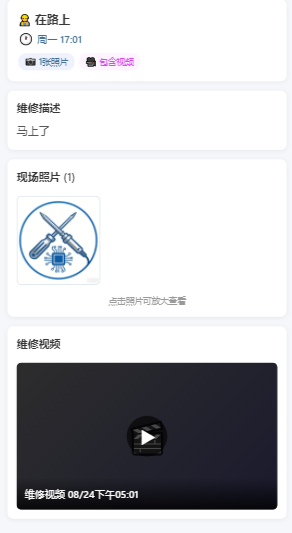 在路上
周一 17:01
1张照片 包含视频
维修描述
马上了
现场照片 (1)
点击照片可放大查看
维修视频
维修视频 08/24下午05:01